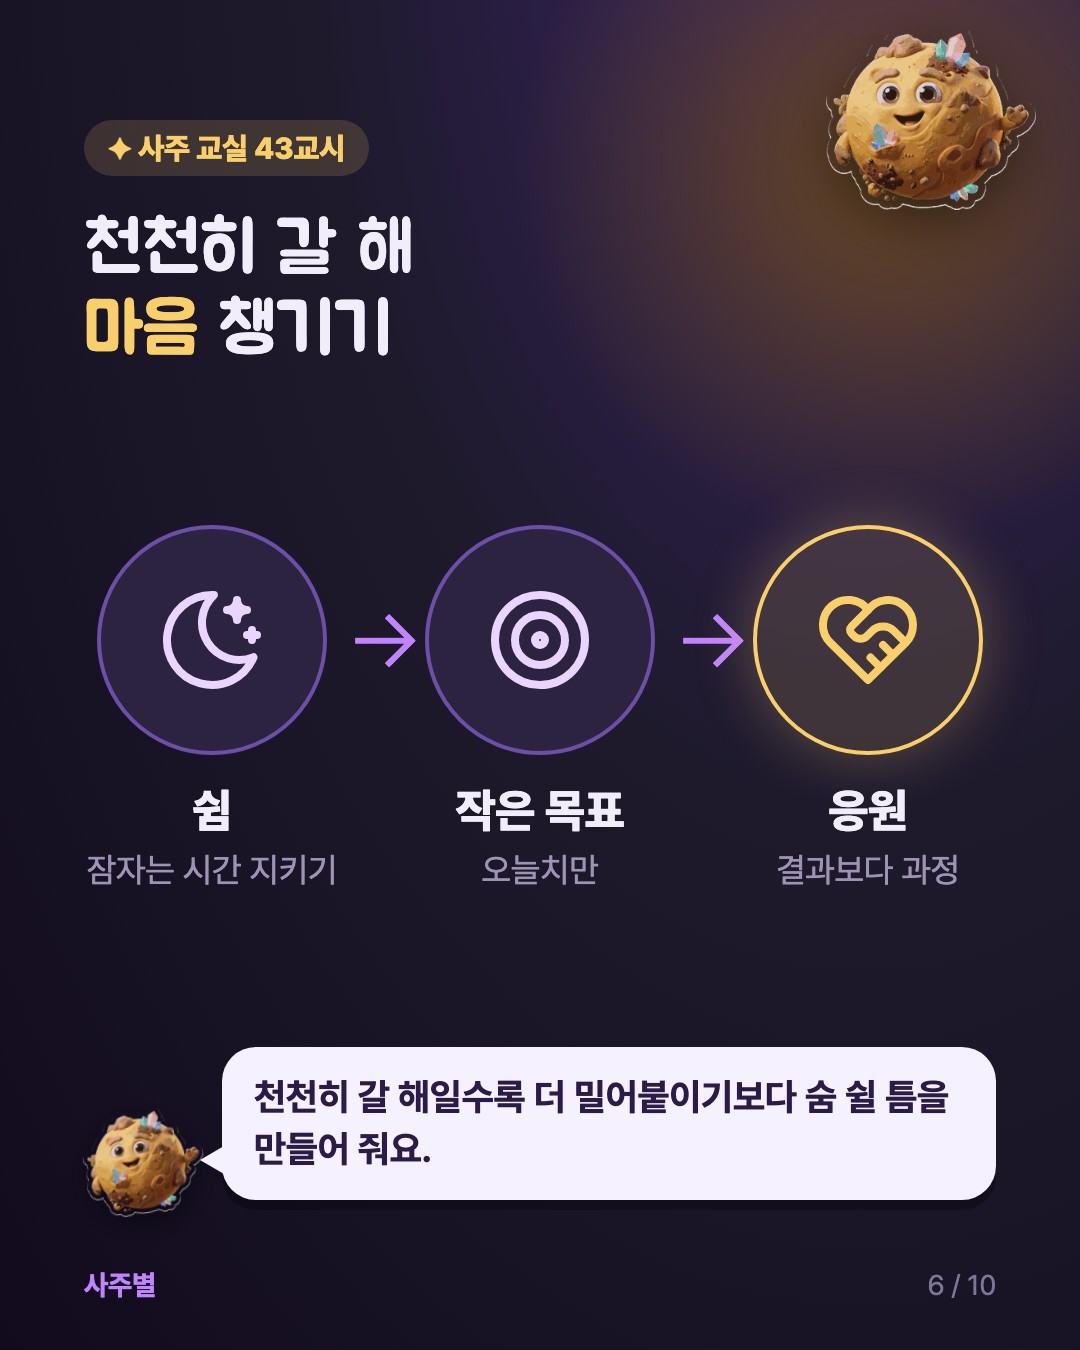 ✦ 사주 교실 43교시
천천히 갈 해
마음 챙기기
쉼
잠자는 시간 지키기
작은 목표
오늘치만
응원
결과보다 과정
천천히 갈 해일수록 더 밀어붙이기보다 숨 쉴 틈을
만들어 줘요.
사주별
6 / 10